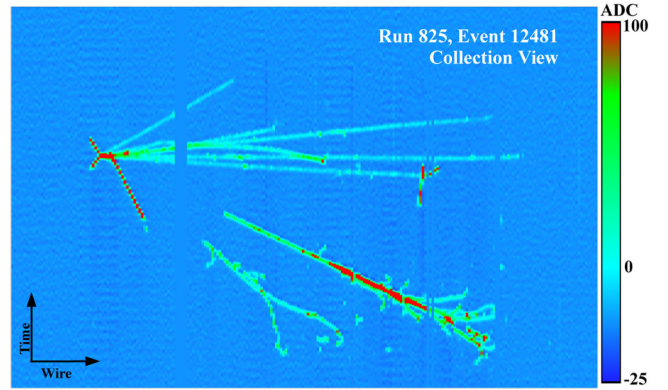 ADC
100
Run 825, Event 12481
Collection View
0
Time
Wire
-25